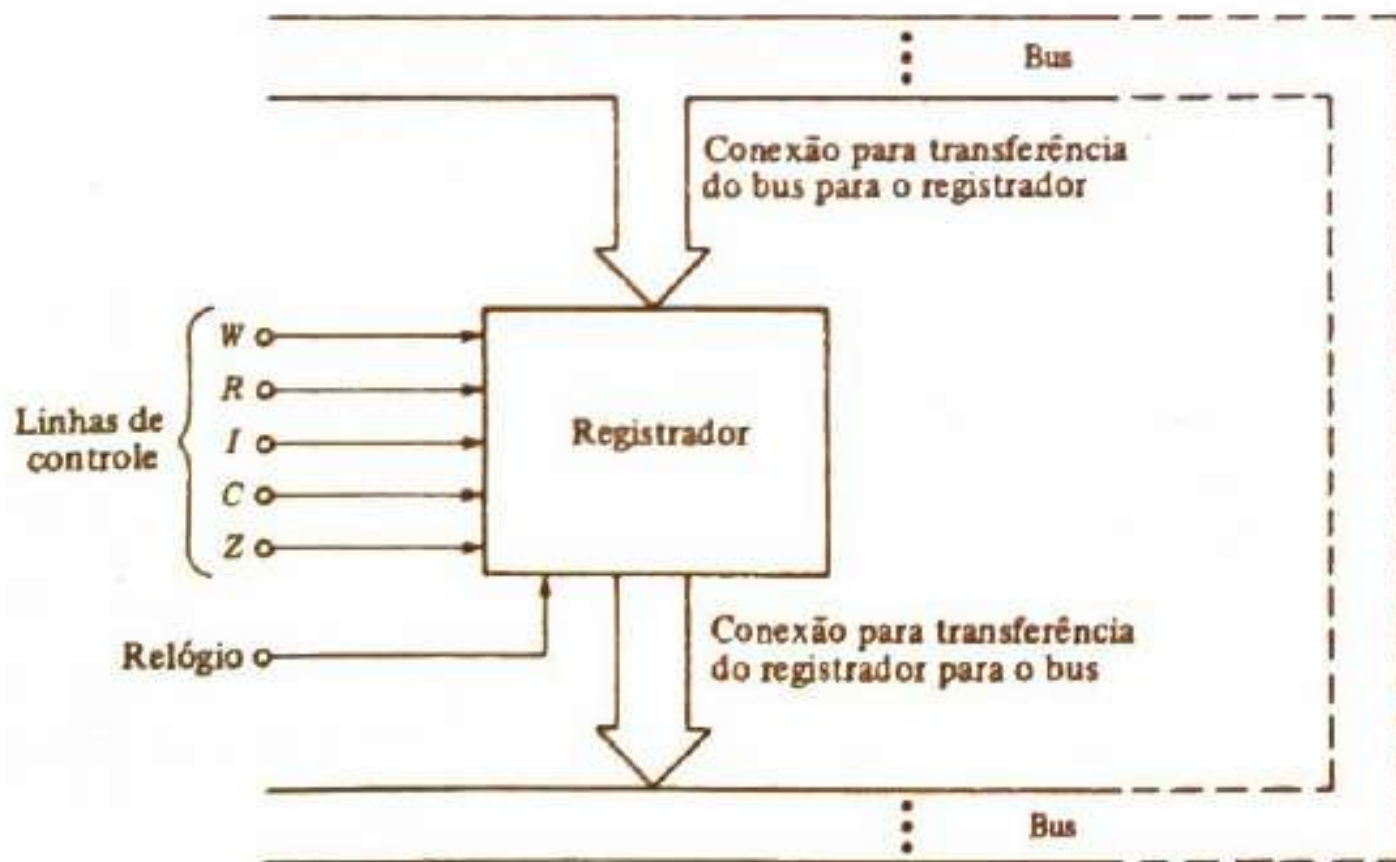 Bus
Conexão para transferência
do bus para o registrador
W
R
I
C
Z
Linhas de
controle
Registrador
Relógio
Conexão para transferência
do registrador para o bus
Bus